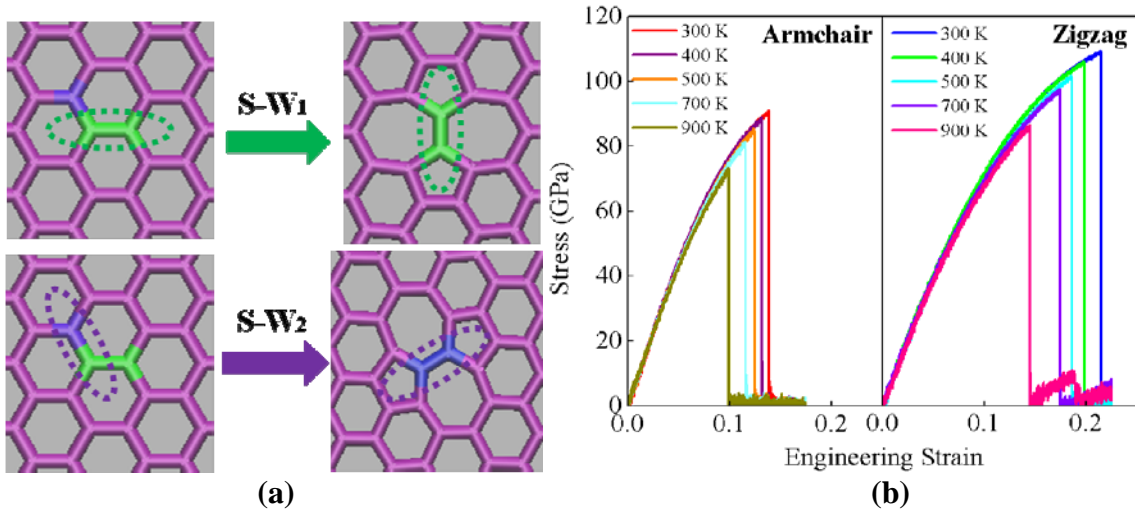 S-W1
S-W2
(a)
120
100
80
60
40
20
0
Stress (GPa)
300 K
400 K
500 K
700 K
900 K
Armchair
300 K
400 K
500 K
700 K
900 K
Zigzag
0.0
0.1
0.2
0.0
0.1
0.2
Engineering Strain
(b)